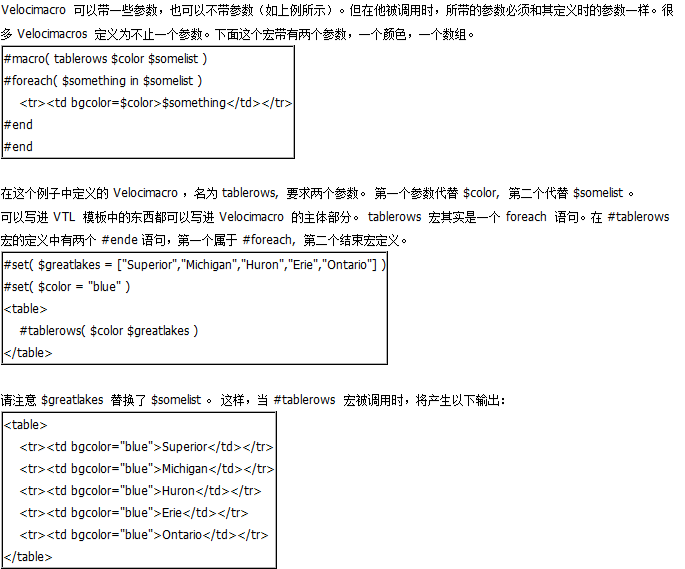 Velocimacro 可以带一些参数，也可以不带参数（如上例所示）。但在他被调用时，所带的参数必须和其定义时的参数一样。很
多 Velocimacros 定义为不止一个参数。下面这个宏带有两个参数，一个颜色，一个数组。
#macro( tablerows $color $somelist )
#foreach( $something in $somelist )
<tr><td bgcolor=$color>$something</td></tr>
#end
#end
在这个例子中定义的 Velocimacro ，名为 tablerows, 要求两个参数。 第一个参数代替 $color, 第二个代替 $somelist 。
可以写进 VTL 模板中的东西都可以写进 Velocimacro 的主体部分。 tablerows 宏其实是一个 foreach 语句。在 #tablerows
宏的定义中有两个 #ende 语句，第一个属于 #foreach, 第二个结束宏定义。
#set( $greatlakes = ["Superior","Michigan","Huron","Erie","Ontario"] )
#set( $color = "blue" )
<table>
#tablerows( $color $greatlakes )
</table>
请注意 $greatlakes 替换了 $somelist 。 这样，当 #tablerows 宏被调用时，将产生以下输出：
<table>
<tr><td bgcolor="blue">Superior</td></tr>
<tr><td bgcolor="blue">Michigan</td></tr>
<tr><td bgcolor="blue">Huron</td></tr>
<tr><td bgcolor="blue">Erie</td></tr>
<tr><td bgcolor="blue">Ontario</td></tr>
</table>